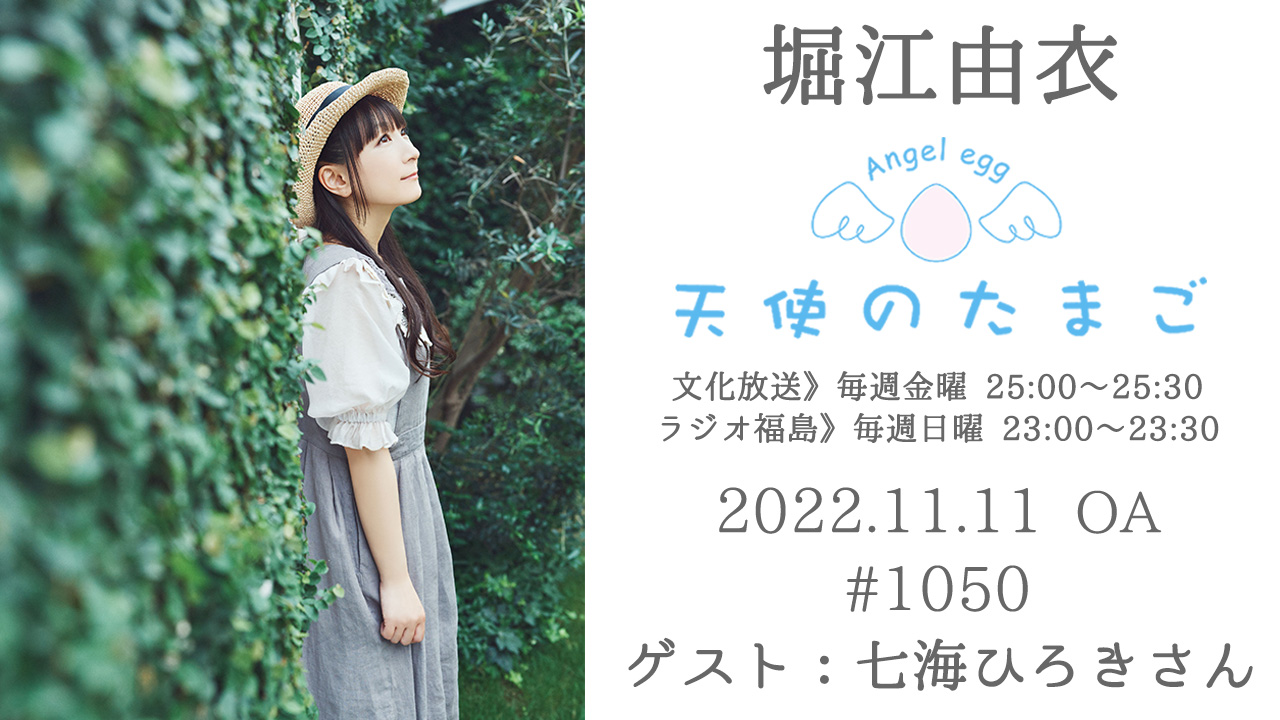 堀江由衣
Angel egg
天使のたまご
文化放送》毎週金曜 25:00～25:30
ラジオ福島》毎週日曜 23:00～23:30
2022.11.11 OA
#1050
ゲスト：七海ひろきさん